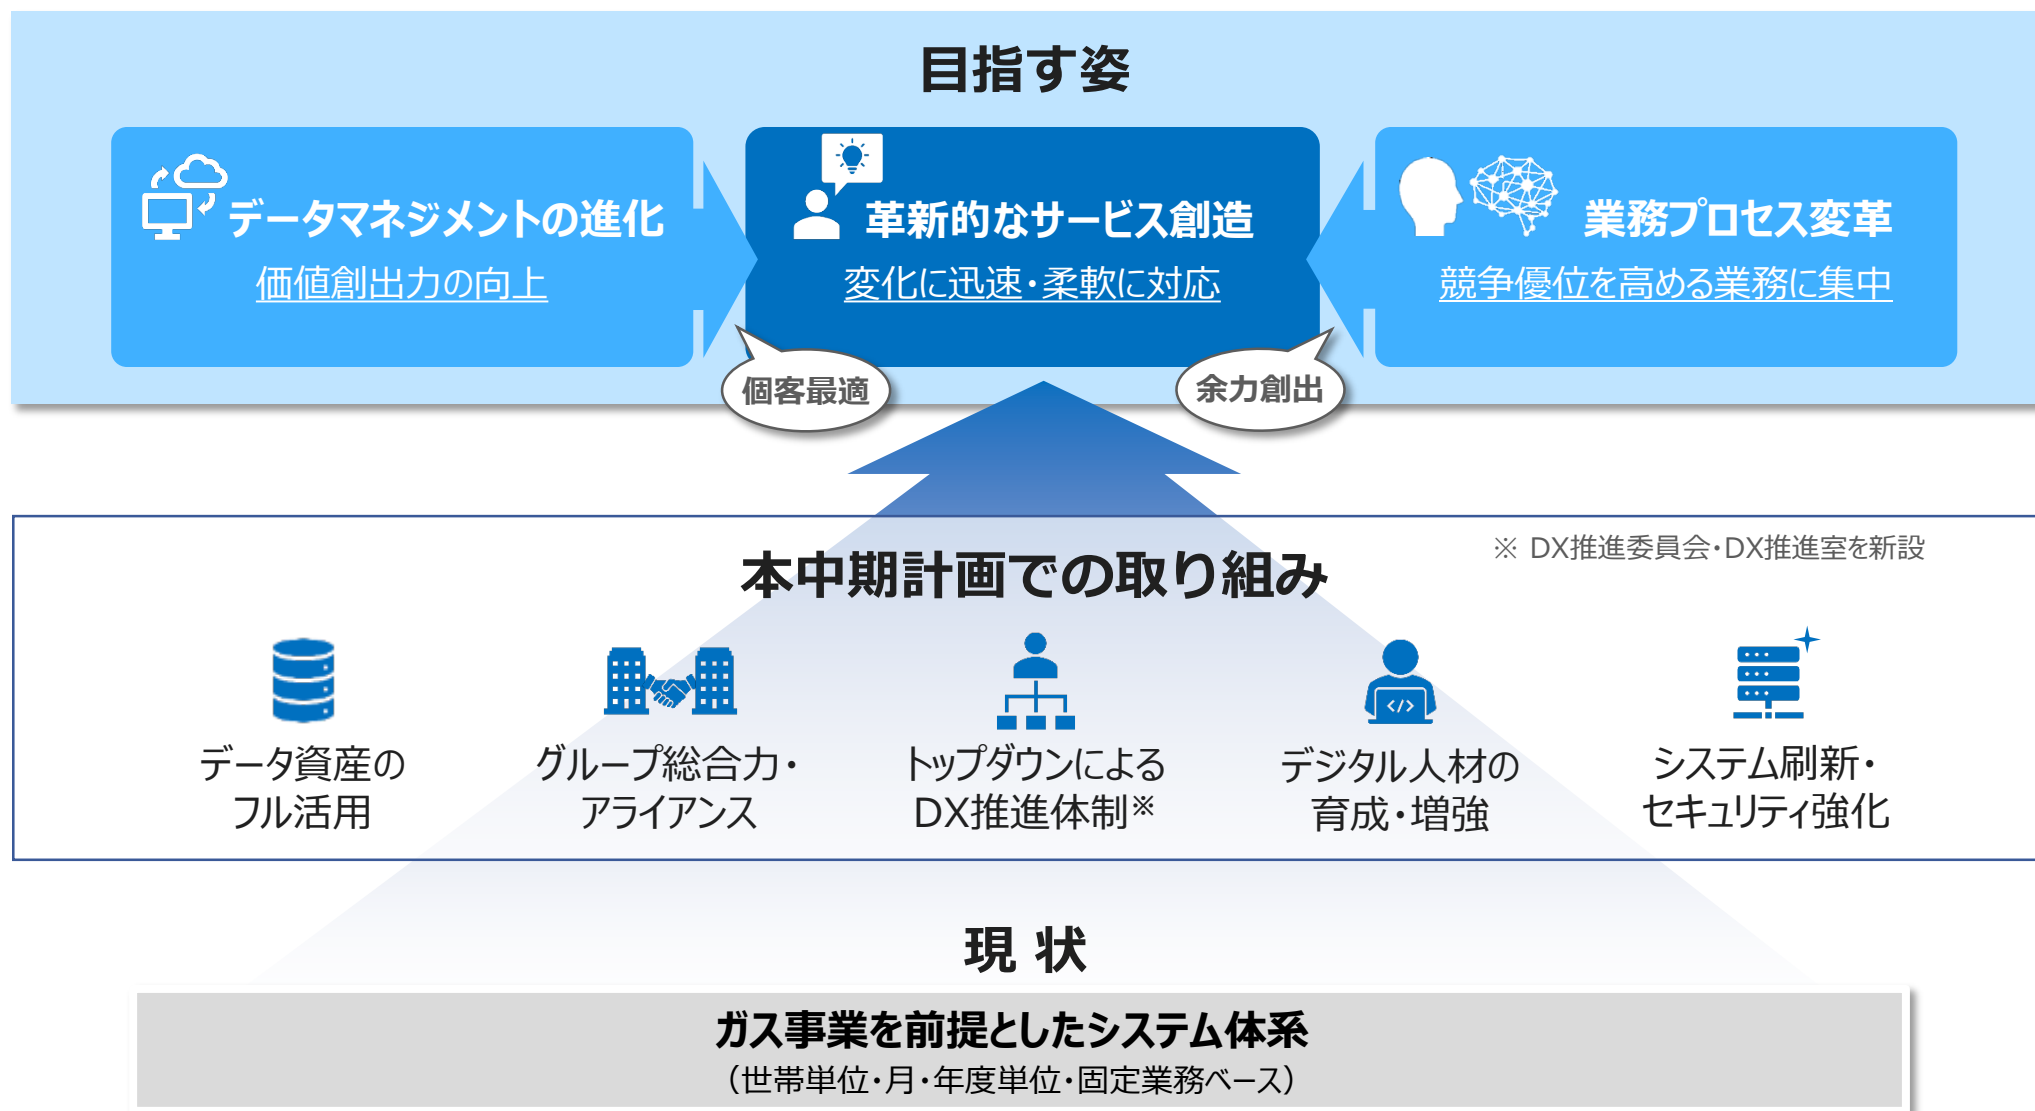 目指す姿
データマネジメントの進化
価値創出力の向上
革新的なサービス創造
変化に迅速・柔軟に対応
業務プロセス変革
競争優位を高める業務に集中
個客最適
余力創出
本中期計画での取り組み
※ DX推進委員会・DX推進室を新設
データ資産の
フル活用
グループ総合力・
アライアンス
トップダウンによる
DX推進体制※
デジタル人材の
育成・増強
システム刷新・
セキュリティ強化
現 状
ガス事業を前提としたシステム体系
（世帯単位・月・年度単位・固定業務ベース）